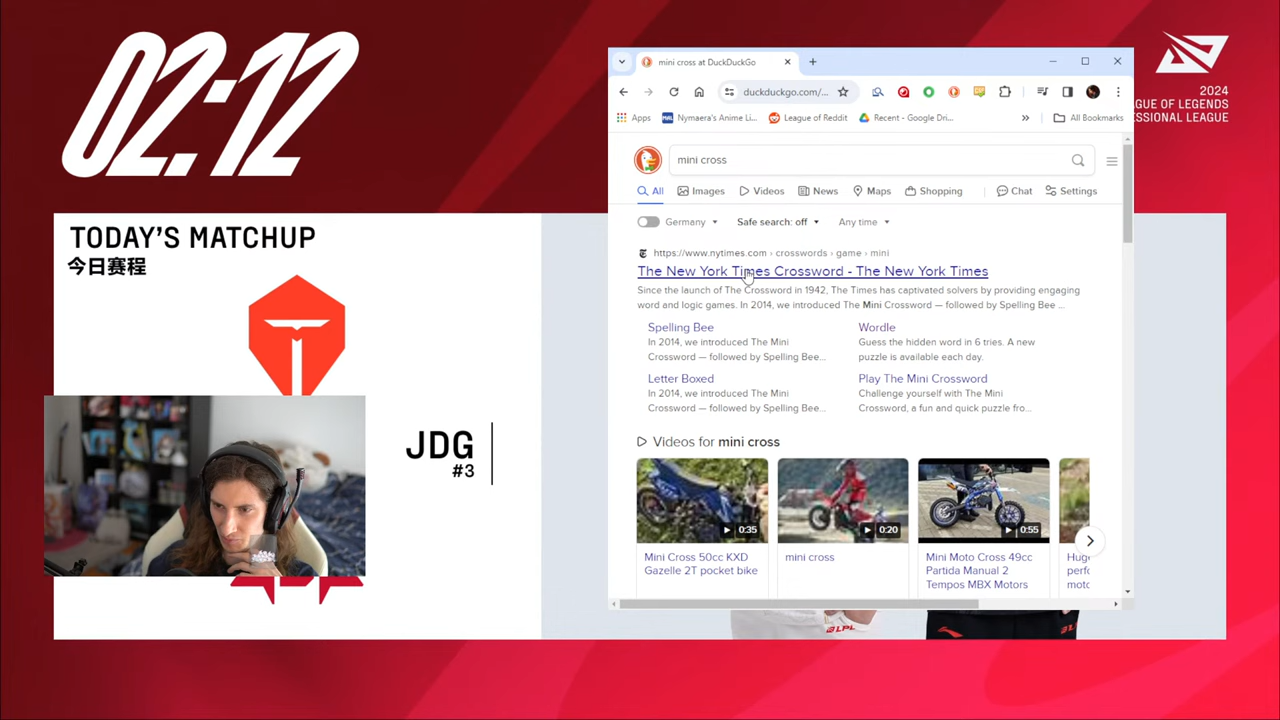 02:12
2024
GUE OF LEGENDS
ESSIONAL LEAGUE
TODAY'S MATCHUP
今日赛程
JDG
#3
mini cross at DuckDuckGo
duckduckgo.com/...
Apps
MAL
Nymaera's Anime Li...
League of Reddit
Recent - Google Dri...
»
All Bookmarks
mini cross
All
Images
Videos
News
Maps
Shopping
Chat
Settings
Germany
Safe search: off
Any time
https://www.nytimes.com › crosswords › game › mini
The New York Times Crossword - The New York Times
Since the launch of The Crossword in 1942, The Times has captivated solvers by providing engaging
word and logic games. In 2014, we introduced The Mini Crossword — followed by Spelling Bee ...
Spelling Bee
In 2014, we introduced The Mini
Crossword — followed by Spelling Bee...
Wordle
Guess the hidden word in 6 tries. A new
puzzle is available each day.
Letter Boxed
In 2014, we introduced The Mini
Crossword — followed by Spelling Bee...
Play The Mini Crossword
Challenge yourself with The Mini
Crossword, a fun and quick puzzle fro...
Videos for mini cross
0:35
0:20
0:55
Mini Cross 50cc KXD
Gazelle 2T pocket bike
mini cross
Mini Moto Cross 49cc
Partida Manual 2
Tempos MBX Motors
Huge
perfo
moto
LPL